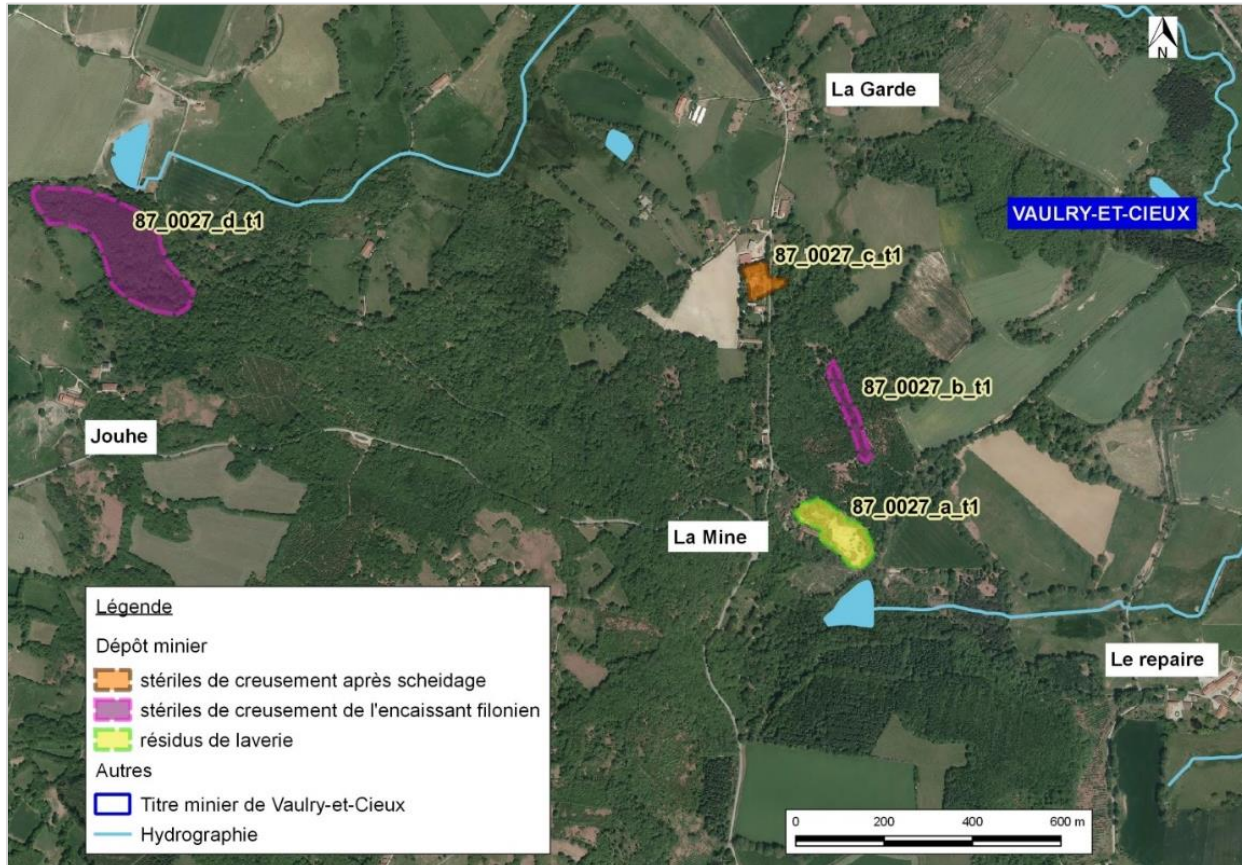 N
La Garde
VAULRY-ET-CIEUX
87_0027_d_t1
87_0027_c_t1
87_0027_b_t1
Jouhe
87_0027_a_t1
La Mine
Le repaire
Légende
Dépôt minier
stériles de creusement après scheidage
stériles de creusement de l'encaissant filonien
résidus de laverie
Autres
Titre minier de Vaulry-et-Cieux
Hydrographie
0 200 400 600 m